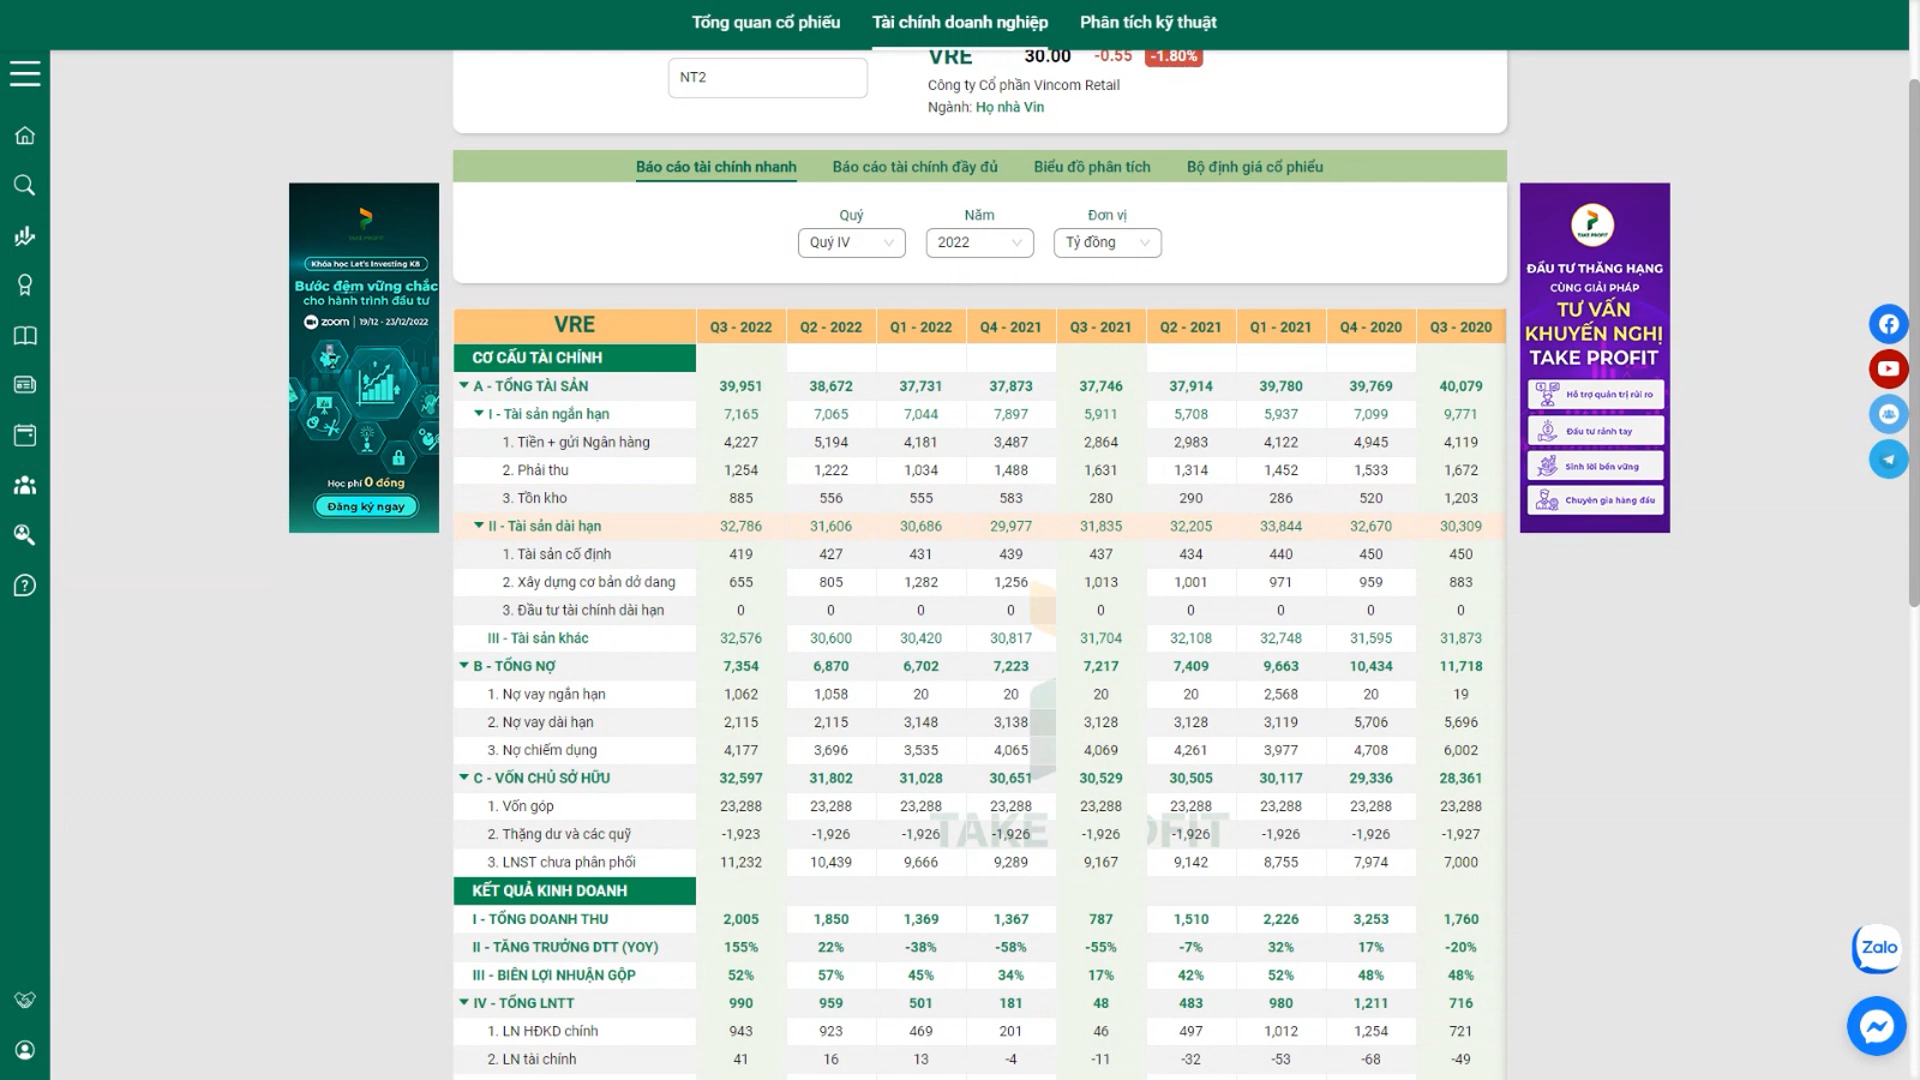 Tổng quan cổ phiếu Tài chính doanh nghiệp Phân tích kỹ thuật
NT2
VRE 30.00 -0.55 -1.80%
Công ty Cổ phần Vincom Retail
Ngành: Họ nhà Vin
Báo cáo tài chính nhanh Báo cáo tài chính đầy đủ Biểu đồ phân tích Bộ định giá cổ phiếu
Quý Năm Đơn vị
Quý IV 2022 Tỷ đồng
TAKE PROFIT
Khóa học Let's Investing K8
Bước đệm vững chắc
cho hành trình đầu tư
zoom | 19/12 - 23/12/2022
Học phí 0 đồng
Đăng ký ngay
VRE Q3 - 2022 Q2 - 2022 Q1 - 2022 Q4 - 2021 Q3 - 2021 Q2 - 2021 Q1 - 2021 Q4 - 2020 Q3 - 2020
CƠ CẤU TÀI CHÍNH
A - TỔNG TÀI SẢN 39,951 38,672 37,731 37,873 37,746 37,914 39,780 39,769 40,079
I - Tài sản ngắn hạn 7,165 7,065 7,044 7,897 5,911 5,708 5,937 7,099 9,771
1. Tiền + gửi Ngân hàng 4,227 5,194 4,181 3,487 2,864 2,983 4,122 4,945 4,119
2. Phải thu 1,254 1,222 1,034 1,488 1,631 1,314 1,452 1,533 1,672
3. Tồn kho 885 556 555 583 280 290 286 520 1,203
II - Tài sản dài hạn 32,786 31,606 30,686 29,977 31,835 32,205 33,844 32,670 30,309
1. Tài sản cố định 419 427 431 439 437 434 440 450 450
2. Xây dựng cơ bản dở dang 655 805 1,282 1,256 1,013 1,001 971 959 883
3. Đầu tư tài chính dài hạn 0 0 0 0 0 0 0 0 0
III - Tài sản khác 32,576 30,600 30,420 30,817 31,704 32,108 32,748 31,595 31,873
B - TỔNG NỢ 7,354 6,870 6,702 7,223 7,217 7,409 9,663 10,434 11,718
1. Nợ vay ngắn hạn 1,062 1,058 20 20 20 20 2,568 20 19
2. Nợ vay dài hạn 2,115 2,115 3,148 3,138 3,128 3,128 3,119 5,706 5,696
3. Nợ chiếm dụng 4,177 3,696 3,535 4,065 4,069 4,261 3,977 4,708 6,002
C - VỐN CHỦ SỞ HỮU 32,597 31,802 31,028 30,651 30,529 30,505 30,117 29,336 28,361
1. Vốn góp 23,288 23,288 23,288 23,288 23,288 23,288 23,288 23,288 23,288
2. Thặng dư và các quỹ -1,923 -1,926 -1,926 -1,926 -1,926 -1,926 -1,926 -1,926 -1,927
3. LNST chưa phân phối 11,232 10,439 9,666 9,289 9,167 9,142 8,755 7,974 7,000
KẾT QUẢ KINH DOANH
I - TỔNG DOANH THU 2,005 1,850 1,369 1,367 787 1,510 2,226 3,253 1,760
II - TĂNG TRƯỞNG DTT (YOY) 155% 22% -38% -58% -55% -7% 32% 17% -20%
III - BIÊN LỢI NHUẬN GỘP 52% 57% 45% 34% 17% 42% 52% 48% 48%
IV - TỔNG LNTT 990 959 501 181 48 483 980 1,211 716
1. LN HĐKD chính 943 923 469 201 46 497 1,012 1,254 721
2. LN tài chính 41 16 13 -4 -11 -32 -53 -68 -49
TAKE PROFIT
TAKE PROFIT
ĐẦU TƯ THĂNG HẠNG
CÙNG GIẢI PHÁP
TƯ VẤN
KHUYẾN NGHỊ
TAKE PROFIT
Hỗ trợ quản trị rủi ro
Đầu tư rảnh tay
Sinh lời bền vững
Chuyên gia hàng đầu
Zalo